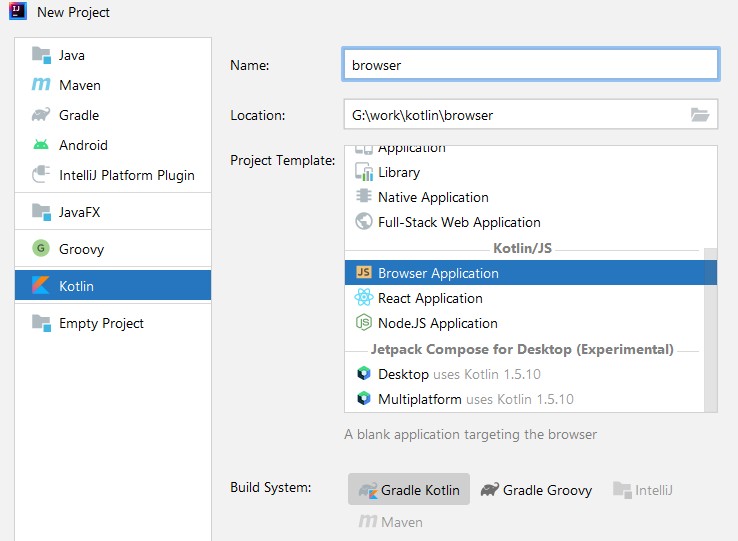 New Project
Java
Maven
Gradle
Android
IntelliJ Platform Plugin
JavaFX
Groovy
Kotlin
Empty Project
Name: browser
Location: G:\work\kotlin\browser
Project Template:
Application
Library
Native Application
Full-Stack Web Application
Kotlin/JS
Browser Application
React Application
Node.JS Application
Jetpack Compose for Desktop (Experimental)
Desktop uses Kotlin 1.5.10
Multiplatform uses Kotlin 1.5.10
A blank application targeting the browser
Build System: Gradle Kotlin Gradle Groovy IntelliJ
Maven